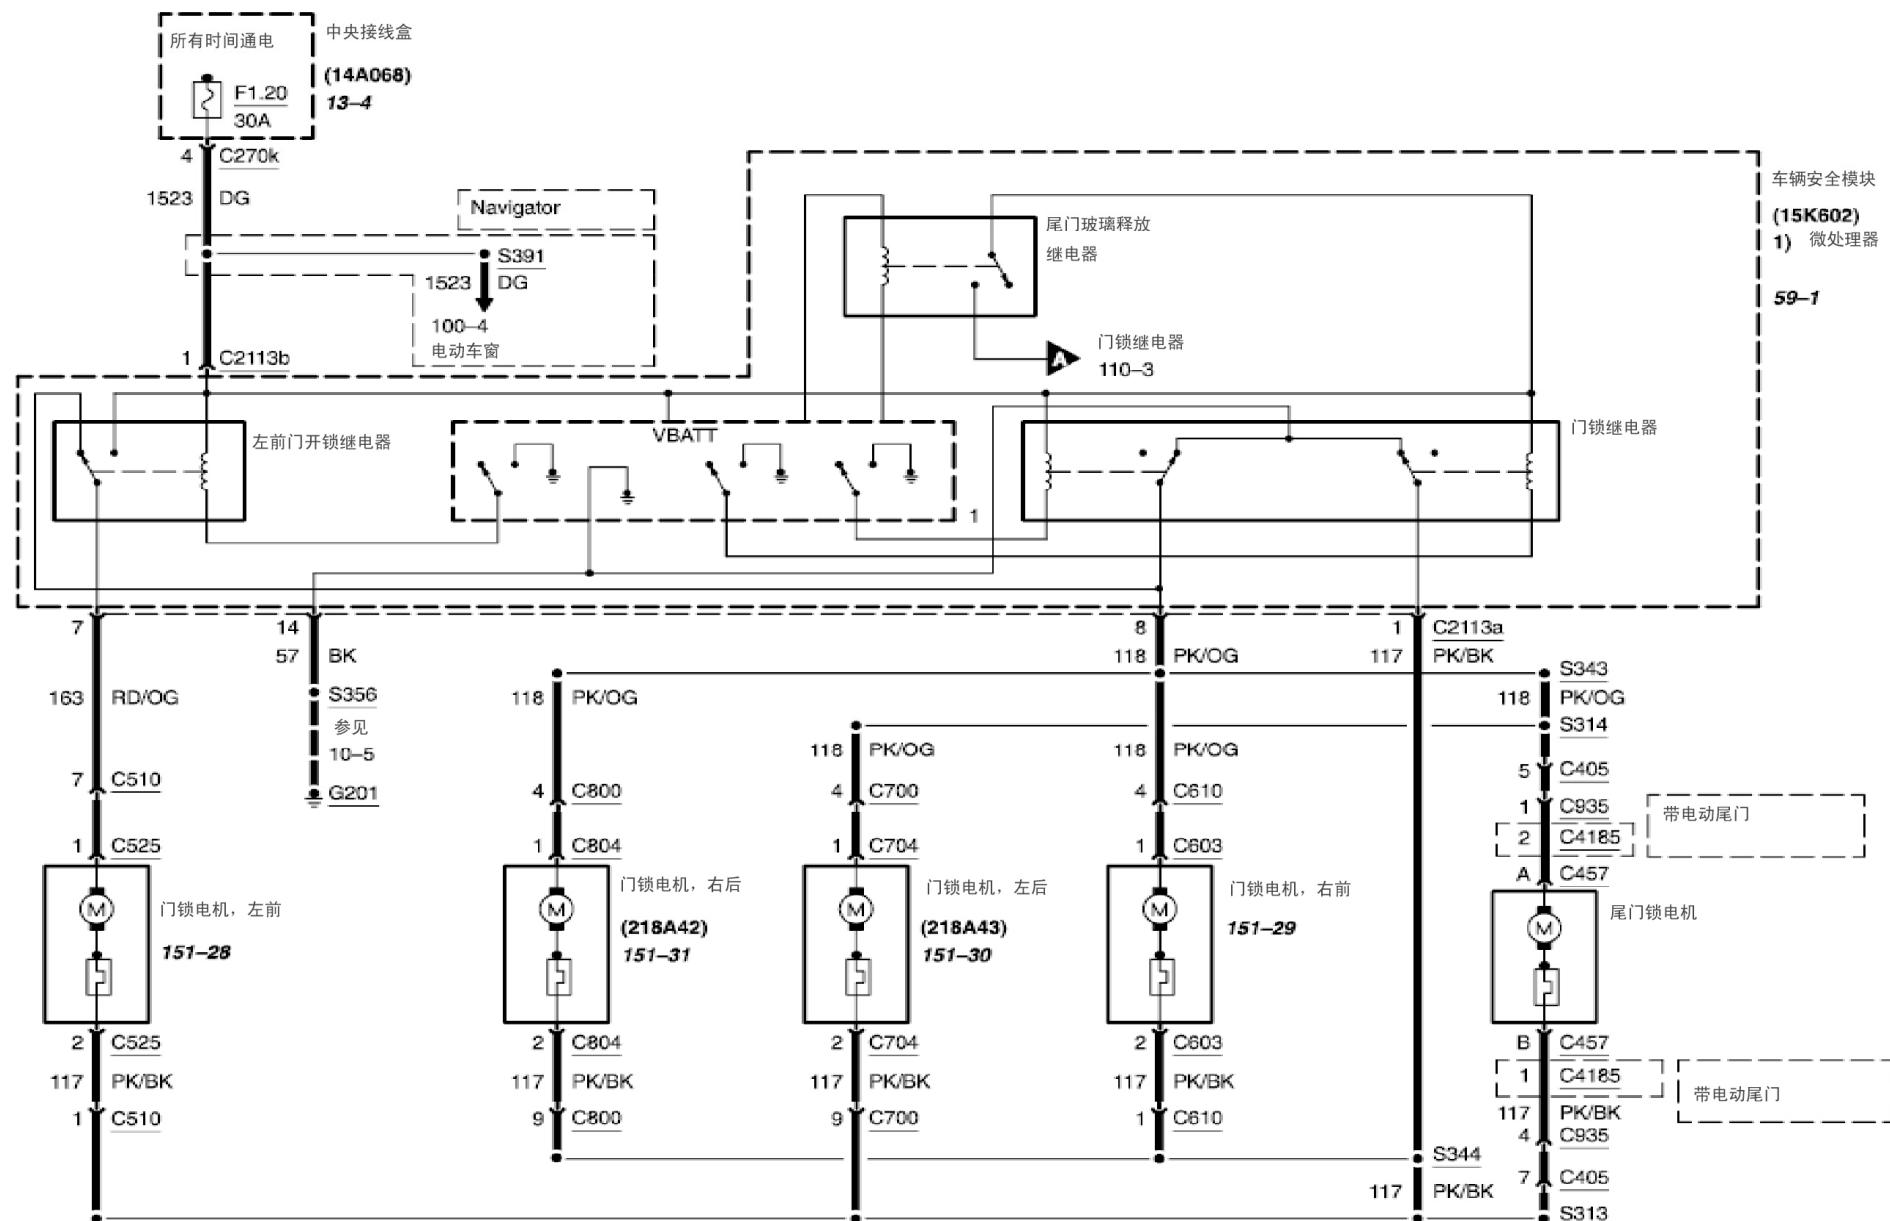 所有时间通电
中央接线盒
(14A068)
13–4
F1.20
30A
4 C270k
1523 DG
Navigator
S391
1523 DG
100–4
电动车窗
1 C2113b
车辆安全模块
(15K602)
1) 微处理器
59–1
尾门玻璃释放
继电器
A
门锁继电器
110–3
左前门开锁继电器
VBATT
1
门锁继电器
7 14 8 1 C2113a
57 BK 118 PK/OG 117 PK/BK
S343
163 RD/OG
S356
118 PK/OG
118 PK/OG
参见
S314
10–5
118 PK/OG
118 PK/OG
7 C510
G201
4 C800
4 C700
4 C610
5 C405
1 C935
带电动尾门
2 C4185
1 C525
1 C804
1 C704
1 C603
A C457
M
门锁电机，左前
151–28
M
门锁电机，右后
(218A42)
151–31
M
门锁电机，左后
(218A43)
151–30
M
门锁电机，右前
151–29
M
尾门锁电机
2 C525
2 C804
2 C704
2 C603
B C457
117 PK/BK
117 PK/BK
117 PK/BK
117 PK/BK
1 C4185
带电动尾门
117 PK/BK
1 C510
9 C800
9 C700
1 C610
4 C935
S344
7 C405
117 PK/BK
S313